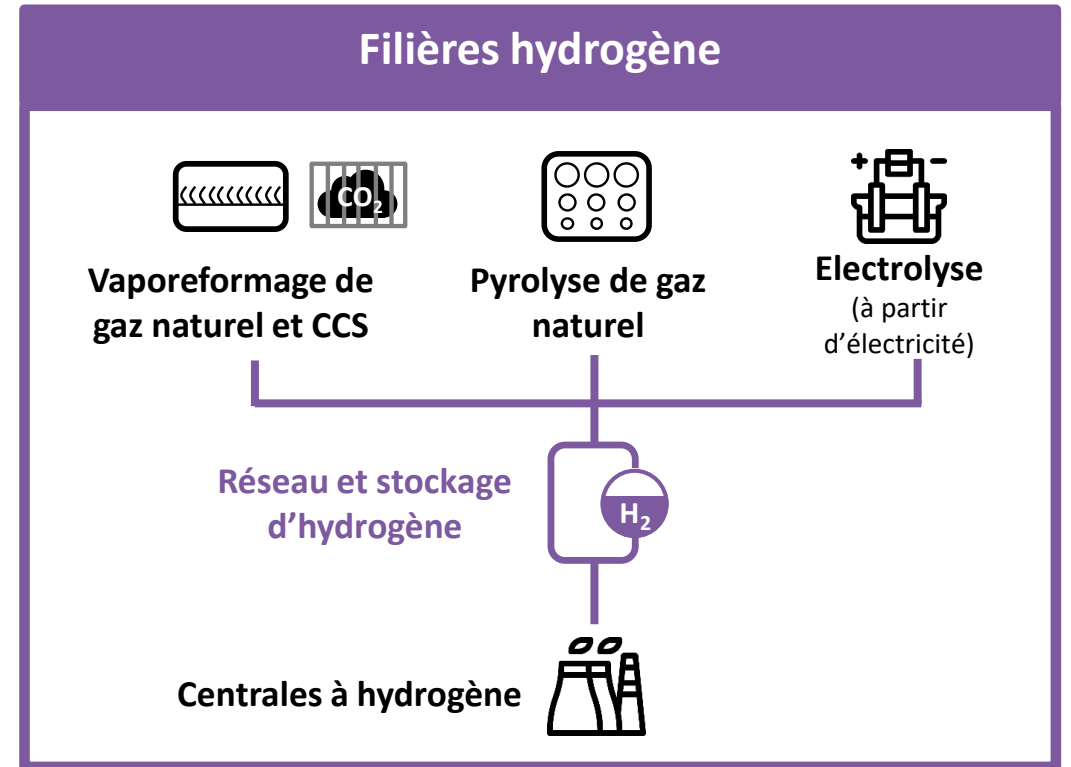 Filières hydrogène
CO₂
+ -
Vaporeformage de
gaz naturel et CCS
Pyrolyse de gaz
naturel
Electrolyse
(à partir
d’électricité)
Réseau et stockage
d’hydrogène
H₂
Centrales à hydrogène